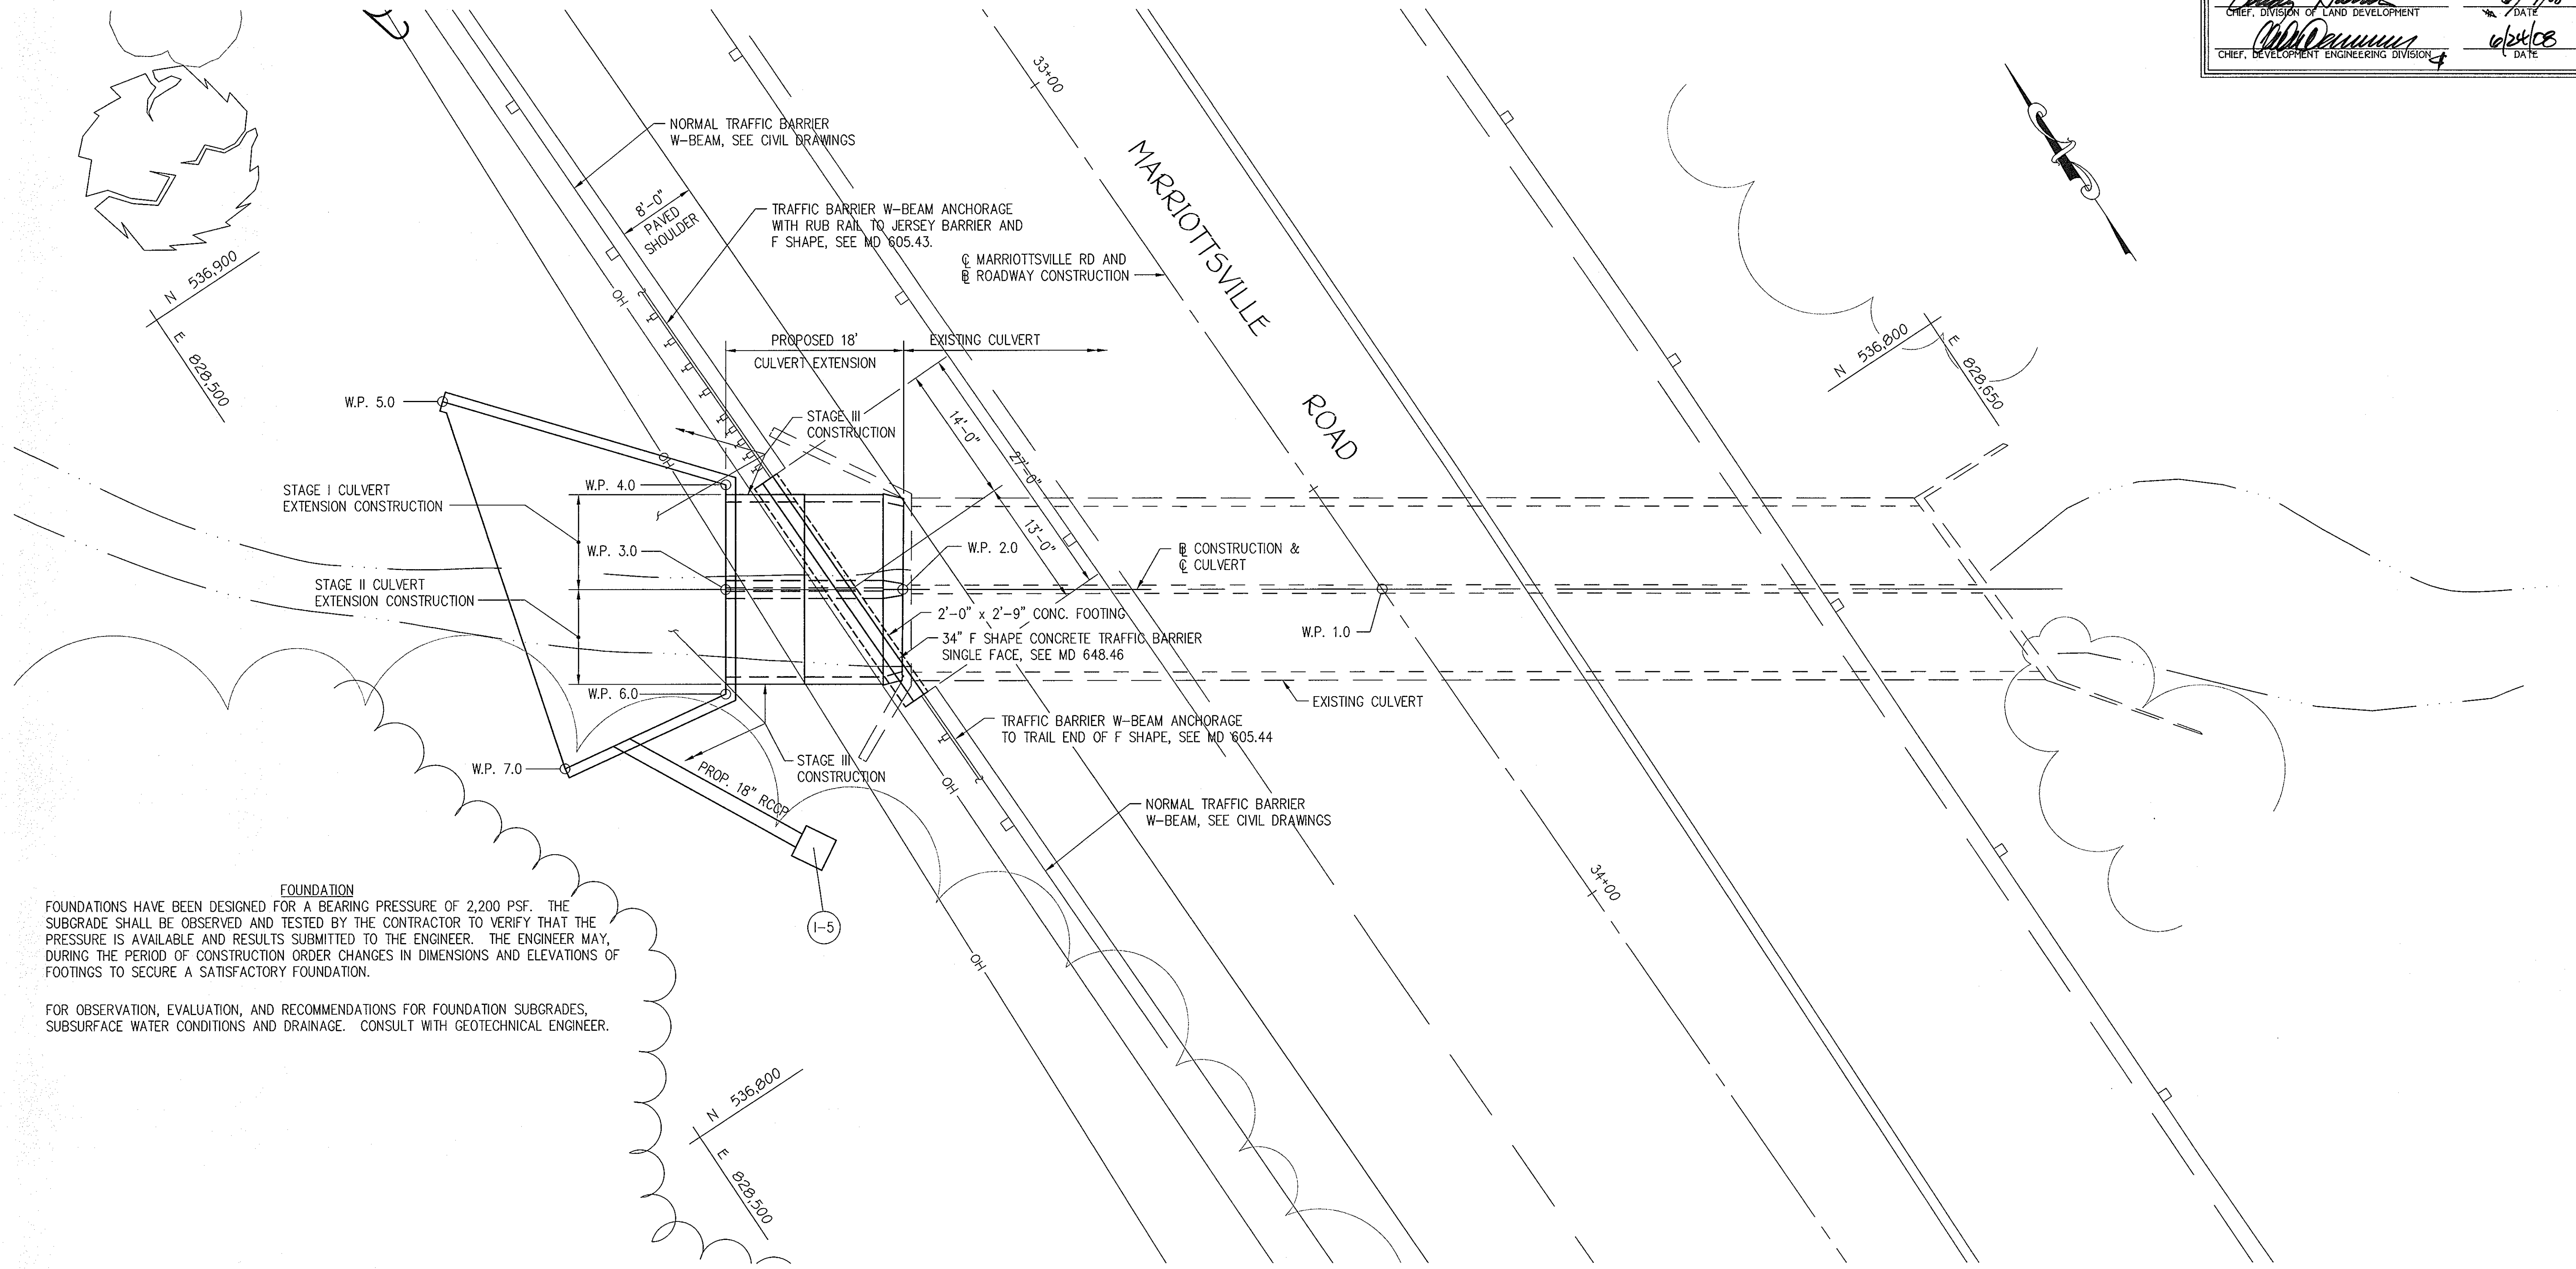 CHIEF, DIVISION OF LAND DEVELOPMENT
DATE
6/24/08
CHIEF, DEVELOPMENT ENGINEERING DIVISION
DATE
33+00
NORMAL TRAFFIC BARRIER
W-BEAM, SEE CIVIL DRAWINGS
8'-0"
PAVED
SHOULDER
TRAFFIC BARRIER W-BEAM ANCHORAGE
WITH RUB RAIL TO JERSEY BARRIER AND
F SHAPE, SEE MD 605.43.
MARRIOTTSVILLE
ROAD
℄ MARRIOTTSVILLE RD AND
B ROADWAY CONSTRUCTION
N 536,900
E 828,500
OH
PROPOSED 18'
CULVERT EXTENSION
EXISTING CULVERT
N 536,800
E 828,650
W.P. 5.0
STAGE III
CONSTRUCTION
14'-0"
27'-0"
13'-0"
OH
W.P. 4.0
STAGE I CULVERT
EXTENSION CONSTRUCTION
W.P. 3.0
W.P. 2.0
B CONSTRUCTION &
℄ CULVERT
STAGE II CULVERT
EXTENSION CONSTRUCTION
2'-0" x 2'-9" CONC. FOOTING
34" F SHAPE CONCRETE TRAFFIC BARRIER
SINGLE FACE, SEE MD 648.46
W.P. 1.0
W.P. 6.0
EXISTING CULVERT
TRAFFIC BARRIER W-BEAM ANCHORAGE
TO TRAIL END OF F SHAPE, SEE MD 605.44
W.P. 7.0
STAGE III
CONSTRUCTION
PROP. 18" RCCP
OH
NORMAL TRAFFIC BARRIER
W-BEAM, SEE CIVIL DRAWINGS
34+00
I-5
OH
FOUNDATION
FOUNDATIONS HAVE BEEN DESIGNED FOR A BEARING PRESSURE OF 2,200 PSF. THE
SUBGRADE SHALL BE OBSERVED AND TESTED BY THE CONTRACTOR TO VERIFY THAT THE
PRESSURE IS AVAILABLE AND RESULTS SUBMITTED TO THE ENGINEER. THE ENGINEER MAY,
DURING THE PERIOD OF CONSTRUCTION ORDER CHANGES IN DIMENSIONS AND ELEVATIONS OF
FOOTINGS TO SECURE A SATISFACTORY FOUNDATION.
FOR OBSERVATION, EVALUATION, AND RECOMMENDATIONS FOR FOUNDATION SUBGRADES,
SUBSURFACE WATER CONDITIONS AND DRAINAGE. CONSULT WITH GEOTECHNICAL ENGINEER.
N 536,800
E 828,500